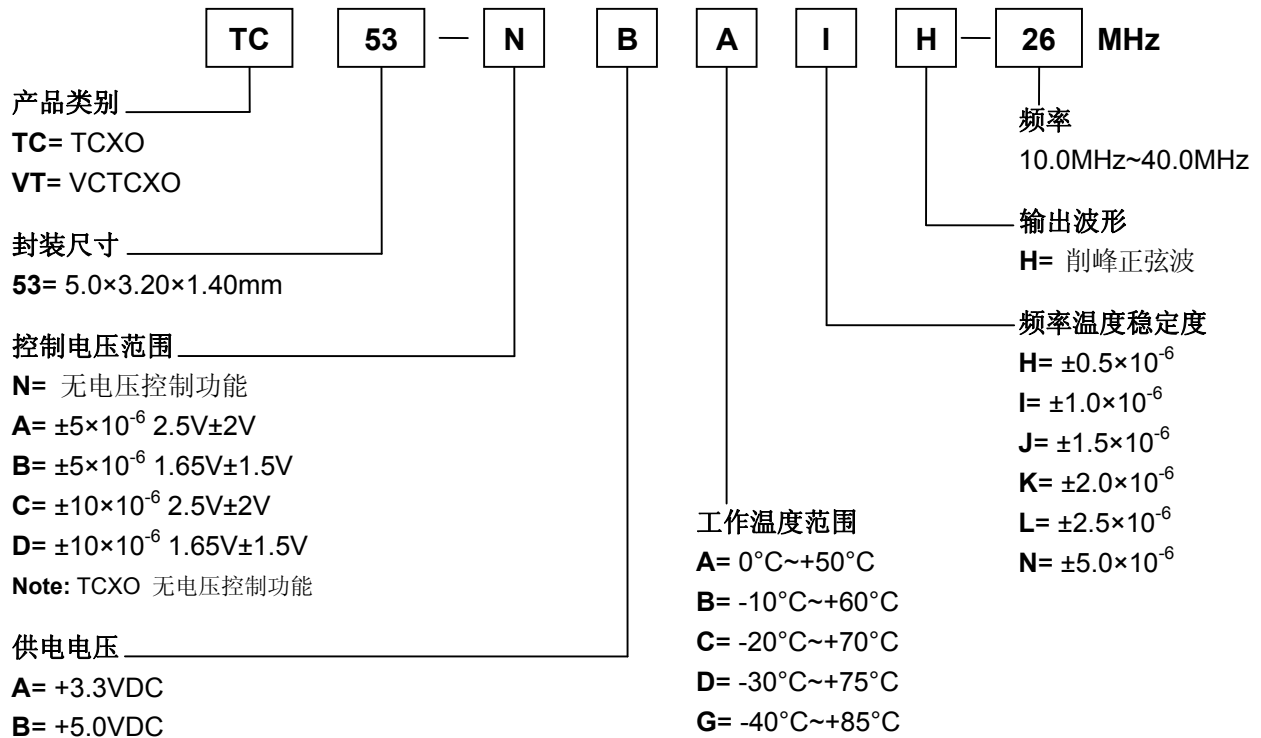 TC 53 — N B A I H — 26 MHz
产品类别
TC= TCXO
VT= VCTCXO
封装尺寸
53= 5.0×3.20×1.40mm
控制电压范围
N= 无电压控制功能
A= ±5×10-6 2.5V±2V
B= ±5×10-6 1.65V±1.5V
C= ±10×10-6 2.5V±2V
D= ±10×10-6 1.65V±1.5V
Note: TCXO 无电压控制功能
供电电压
A= +3.3VDC
B= +5.0VDC
工作温度范围
A= 0°C~+50°C
B= -10°C~+60°C
C= -20°C~+70°C
D= -30°C~+75°C
G= -40°C~+85°C
频率
10.0MHz~40.0MHz
输出波形
H= 削峰正弦波
频率温度稳定度
H= ±0.5×10-6
I= ±1.0×10-6
J= ±1.5×10-6
K= ±2.0×10-6
L= ±2.5×10-6
N= ±5.0×10-6